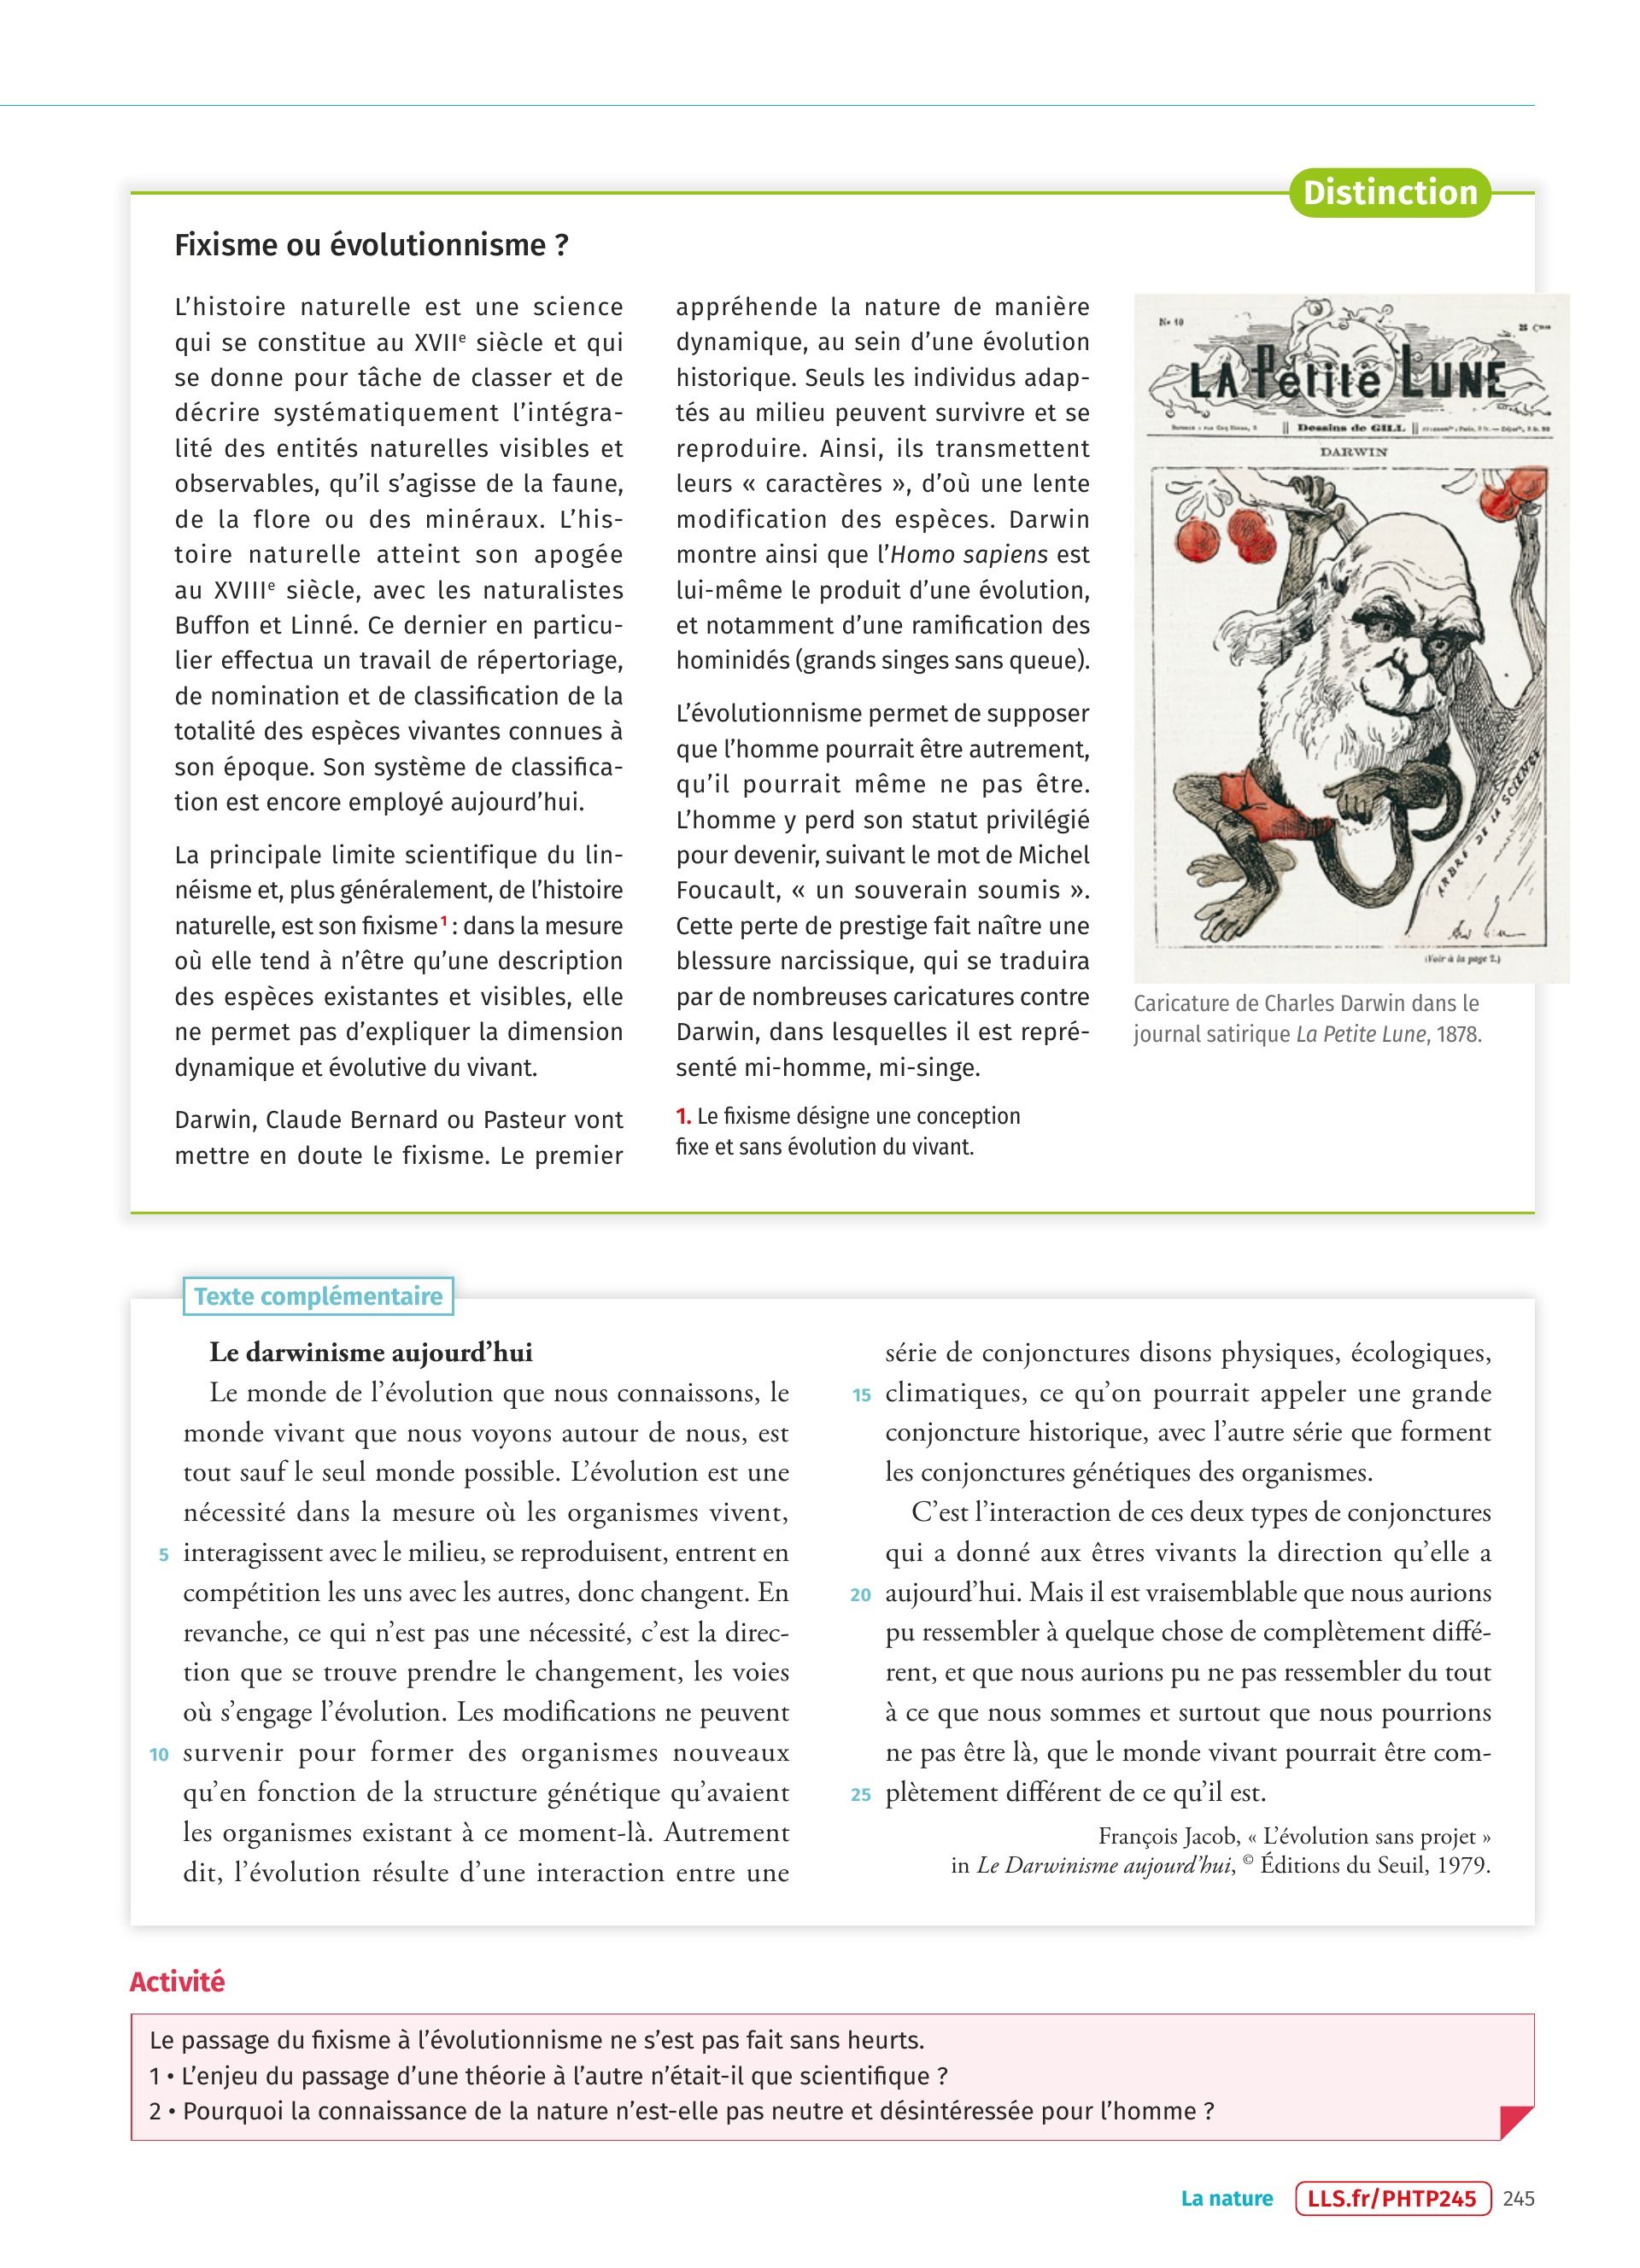 Distinction
Fixisme ou évolutionnisme ?
L’histoire naturelle est une science
qui se constitue au XVIIe siècle et qui
se donne pour tâche de classer et de
décrire systématiquement l’intégra-
lité des entités naturelles visibles et
observables, qu’il s’agisse de la faune,
de la flore ou des minéraux. L’his-
toire naturelle atteint son apogée
au XVIIIe siècle, avec les naturalistes
Buffon et Linné. Ce dernier en particu-
lier effectua un travail de répertoriage,
de nomination et de classification de la
totalité des espèces vivantes connues à
son époque. Son système de classifica-
tion est encore employé aujourd’hui.
La principale limite scientifique du lin-
néisme et, plus généralement, de l’histoire
naturelle, est son fixisme1 : dans la mesure
où elle tend à n’être qu’une description
des espèces existantes et visibles, elle
ne permet pas d’expliquer la dimension
dynamique et évolutive du vivant.
Darwin, Claude Bernard ou Pasteur vont
mettre en doute le fixisme. Le premier
appréhende la nature de manière
dynamique, au sein d’une évolution
historique. Seuls les individus adap-
tés au milieu peuvent survivre et se
reproduire. Ainsi, ils transmettent
leurs « caractères », d’où une lente
modification des espèces. Darwin
montre ainsi que l’Homo sapiens est
lui-même le produit d’une évolution,
et notamment d’une ramification des
hominidés (grands singes sans queue).
L’évolutionnisme permet de supposer
que l’homme pourrait être autrement,
qu’il pourrait même ne pas être.
L’homme y perd son statut privilégié
pour devenir, suivant le mot de Michel
Foucault, « un souverain soumis ».
Cette perte de prestige fait naître une
blessure narcissique, qui se traduira
par de nombreuses caricatures contre
Darwin, dans lesquelles il est repré-
senté mi-homme, mi-singe.
1. Le fixisme désigne une conception
fixe et sans évolution du vivant.
No 10
LA Petite LUNE
Dessins de GILL
DARWIN
ARBRE DE LA SCIENCE
(Voir à la page 2.)
Caricature de Charles Darwin dans le
journal satirique La Petite Lune, 1878.
Texte complémentaire
Le darwinisme aujourd’hui
Le monde de l’évolution que nous connaissons, le
monde vivant que nous voyons autour de nous, est
tout sauf le seul monde possible. L’évolution est une
nécessité dans la mesure où les organismes vivent,
5 interagissent avec le milieu, se reproduisent, entrent en
compétition les uns avec les autres, donc changent. En
revanche, ce qui n’est pas une nécessité, c’est la direc-
tion que se trouve prendre le changement, les voies
où s’engage l’évolution. Les modifications ne peuvent
10 survenir pour former des organismes nouveaux
qu’en fonction de la structure génétique qu’avaient
les organismes existant à ce moment-là. Autrement
dit, l’évolution résulte d’une interaction entre une
série de conjonctures disons physiques, écologiques,
15 climatiques, ce qu’on pourrait appeler une grande
conjoncture historique, avec l’autre série que forment
les conjonctures génétiques des organismes.
C’est l’interaction de ces deux types de conjonctures
qui a donné aux êtres vivants la direction qu’elle a
20 aujourd’hui. Mais il est vraisemblable que nous aurions
pu ressembler à quelque chose de complètement diffé-
rent, et que nous aurions pu ne pas ressembler du tout
à ce que nous sommes et surtout que nous pourrions
ne pas être là, que le monde vivant pourrait être com-
25 plètement différent de ce qu’il est.
François Jacob, « L’évolution sans projet »
in Le Darwinisme aujourd’hui, © Éditions du Seuil, 1979.
Activité
Le passage du fixisme à l’évolutionnisme ne s’est pas fait sans heurts.
1 • L’enjeu du passage d’une théorie à l’autre n’était-il que scientifique ?
2 • Pourquoi la connaissance de la nature n’est-elle pas neutre et désintéressée pour l’homme ?
La nature LLS.fr/PHTP245 245